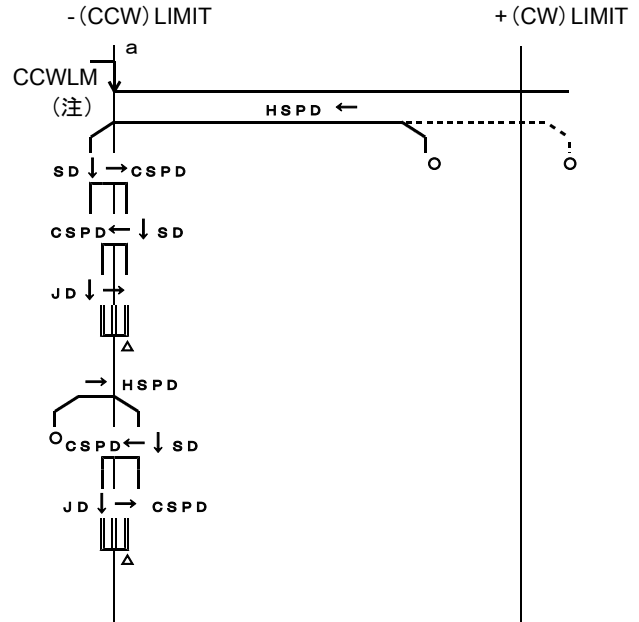 -(CCW) LIMIT
+(CW) LIMIT
a
CCWLM
(注)
HSPD ←
SD ↓ →CSPD
CSPD← ↓ SD
JD ↓ →
△
→ HSPD
CSPD← ↓ SD
JD ↓ → CSPD
△